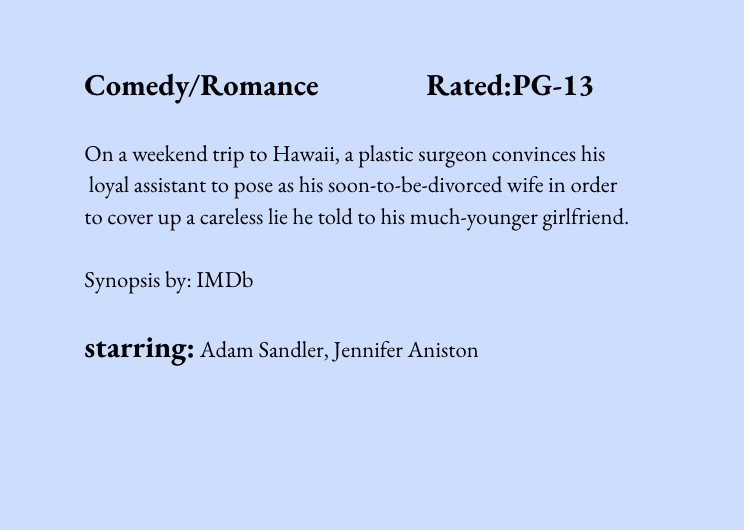 Comedy/Romance Rated:PG-13
On a weekend trip to Hawaii, a plastic surgeon convinces his
loyal assistant to pose as his soon-to-be-divorced wife in order
to cover up a careless lie he told to his much-younger girlfriend.
Synopsis by: IMDb
starring: Adam Sandler, Jennifer Aniston